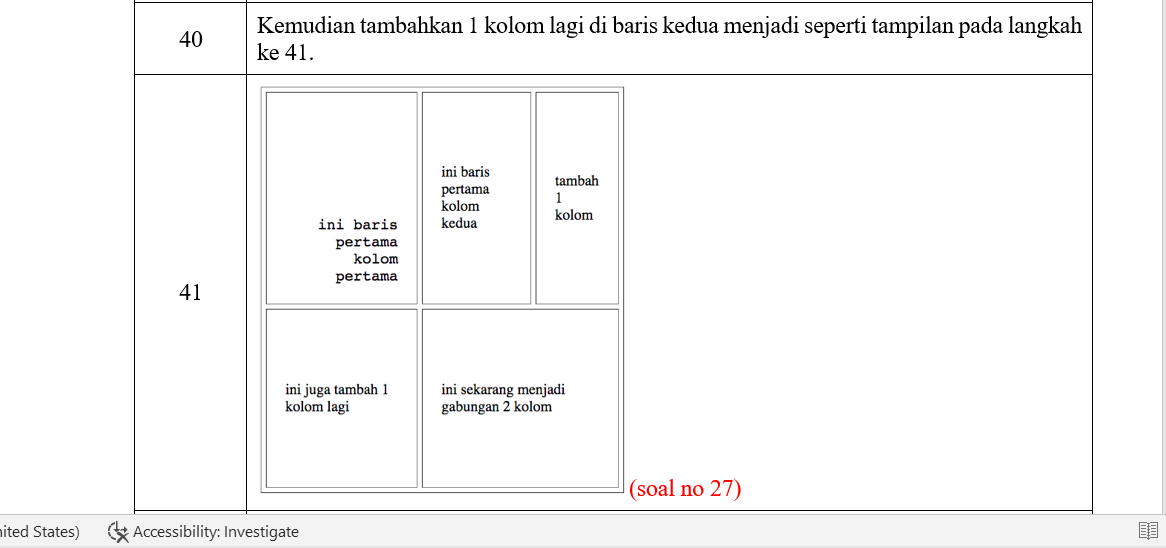 40
Kemudian tambahkan 1 kolom lagi di baris kedua menjadi seperti tampilan pada langkah
ke 41.
41
ini baris
pertama
kolom
pertama
ini baris
pertama
kolom
kedua
tambah
1
kolom
ini juga tambah 1
kolom lagi
ini sekarang menjadi
gabungan 2 kolom
(soal no 27)
nited States)
Accessibility: Investigate